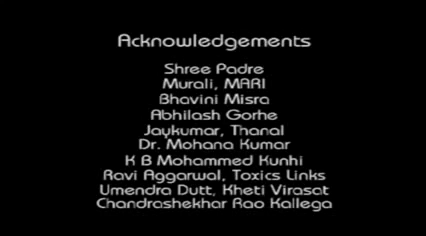 Acknowledgements
Shree Padre
Murali, MARI
Bhavini Misra
Abhilash Gorhe
Jaykumar, Thanal
Dr. Mohana Kumar
K B Mohammed Kunhi
Ravi Aggarwal, Toxics Links
Umendra Dutt, Kheti Virasat
Chandrashekhar Rao Kallega